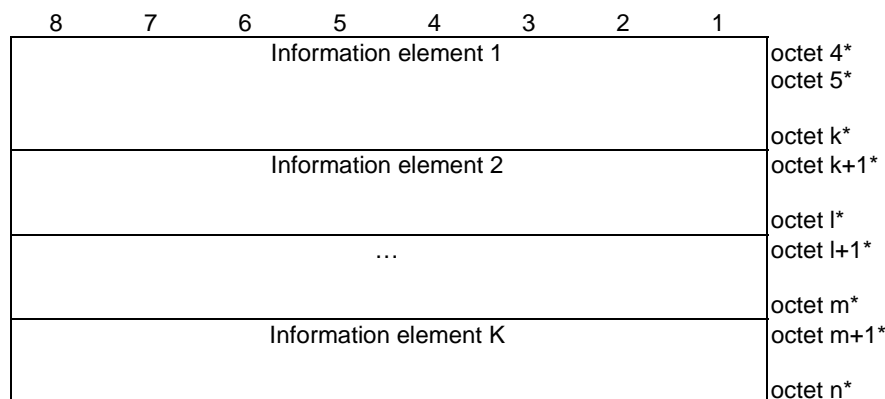 8 7 6 5 4 3 2 1
Information element 1 octet 4*
octet 5*
octet k*
Information element 2 octet k+1*
octet l*
… octet l+1*
octet m*
Information element K octet m+1*
octet n*